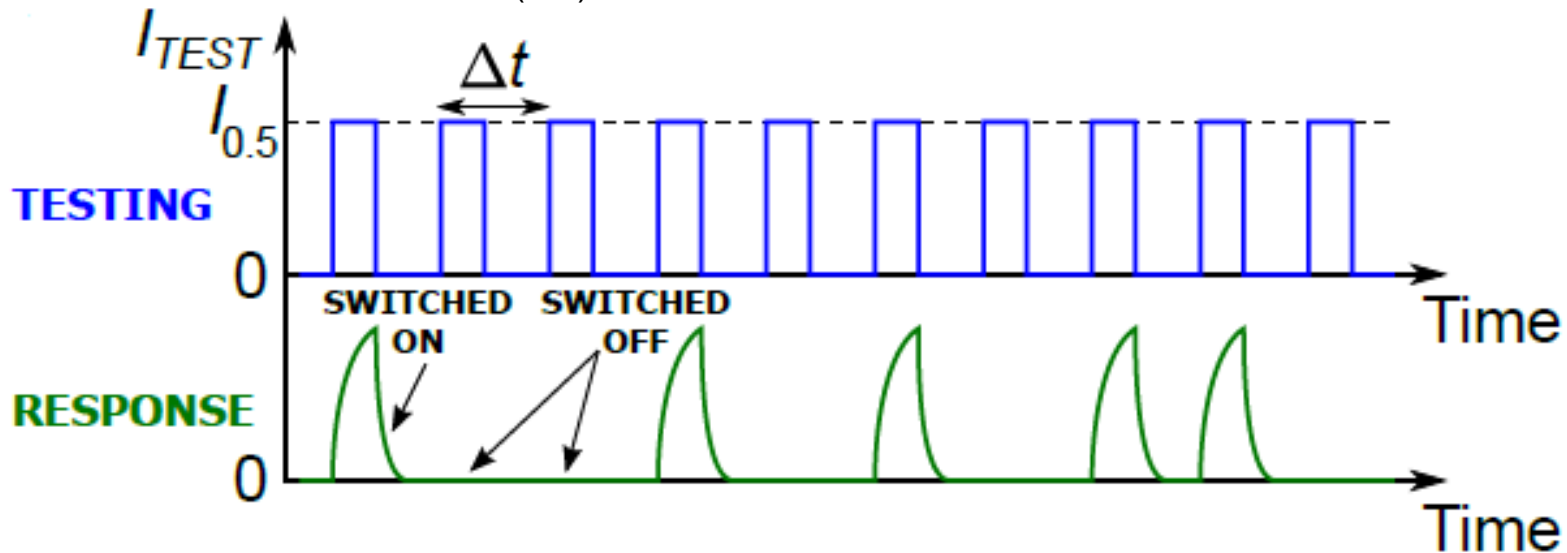 I_TEST
Δt
I_0.5
TESTING
0
Time
SWITCHED ON
SWITCHED OFF
RESPONSE
0
Time